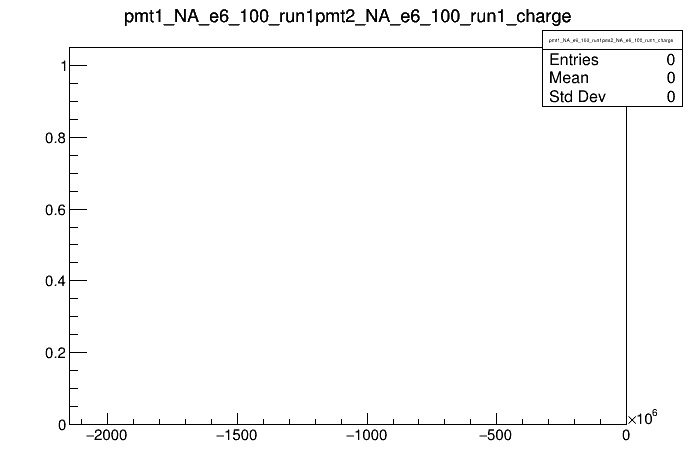 pmt1_NA_e6_100_run1pmt2_NA_e6_100_run1_charge
pmt1_NA_e6_100_run1pmt2_NA_e6_100_run1_charge
Entries 0
Mean 0
Std Dev 0
1
0.8
0.6
0.4
0.2
0
−2000 −1500 −1000 −500 0
×10⁶